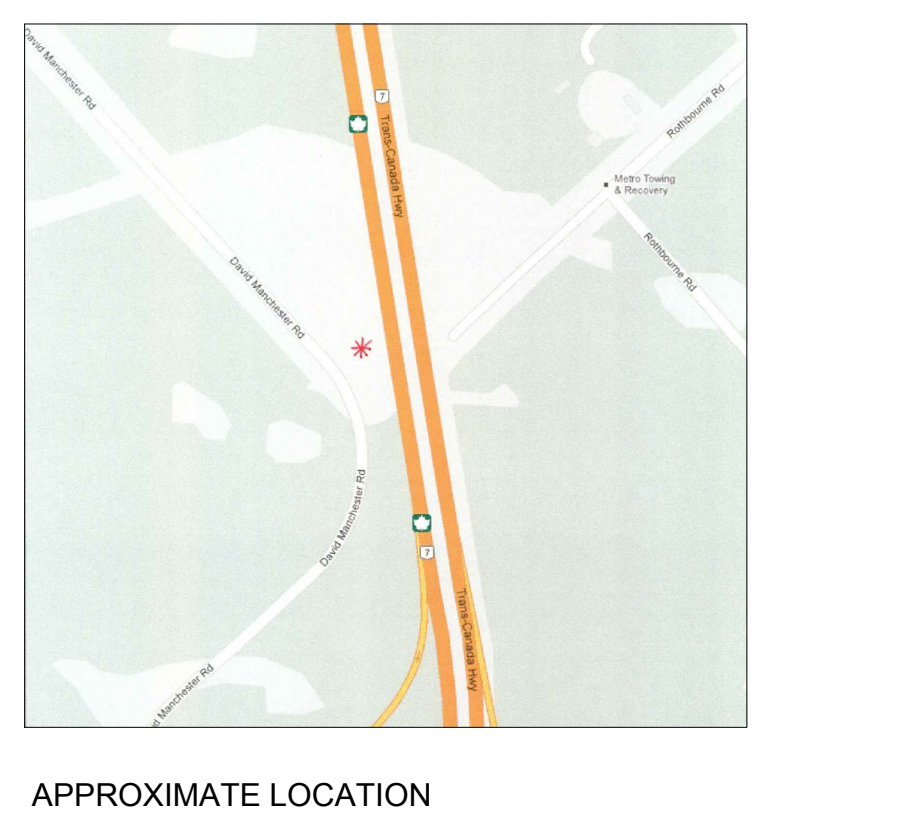 David Manchester Rd
7
Trans-Canada Hwy
Rothbourne Rd
Metro Towing
& Recovery
Rothbourne Rd
David Manchester Rd
David Manchester Rd
7
Trans-Canada Hwy
d Manchester Rd
APPROXIMATE LOCATION